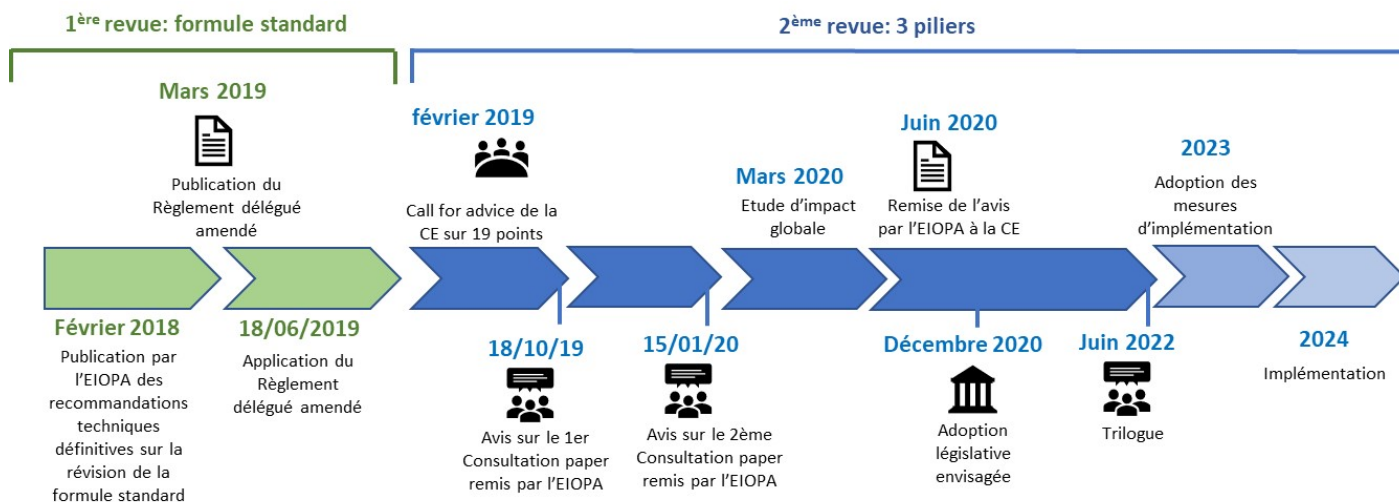 1ère revue: formule standard
2ème revue: 3 piliers
Mars 2019
Publication du
Règlement délégué
amendé
février 2019
Call for advice de la
CE sur 19 points
Mars 2020
Etude d'impact
globale
Juin 2020
Remise de l'avis
par l'EIOPA à la CE
2023
Adoption des
mesures
d'implémentation
Février 2018
Publication par
l'EIOPA des
recommandations
techniques
définitives sur la
révision de la
formule standard
18/06/2019
Application du
Règlement
délégué amendé
18/10/19
Avis sur le 1er
Consultation paper
remis par l'EIOPA
15/01/20
Avis sur le 2ème
Consultation paper
remis par l'EIOPA
Décembre 2020
Adoption
législative
envisagée
Juin 2022
Trilogue
2024
Implémentation